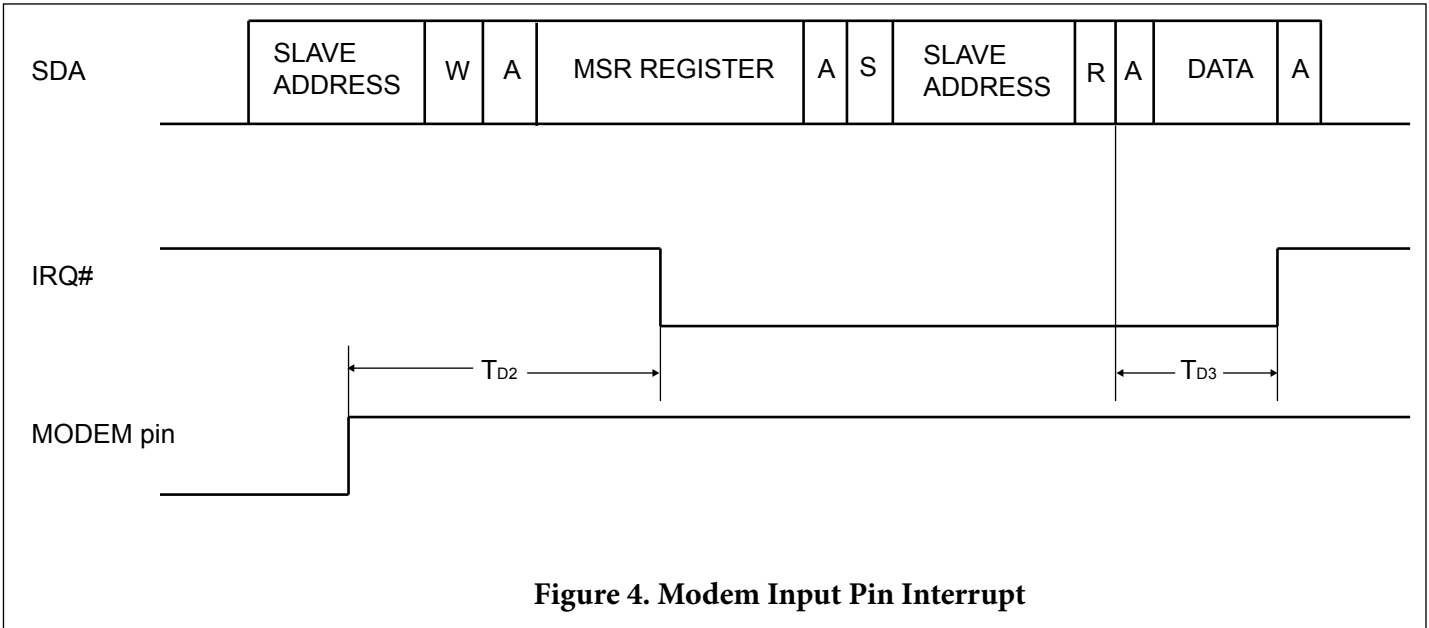 SDA
SLAVE
ADDRESS
W
A
MSR REGISTER
A
S
SLAVE
ADDRESS
R
A
DATA
A
IRQ#
TD2
TD3
MODEM pin
Figure 4. Modem Input Pin Interrupt